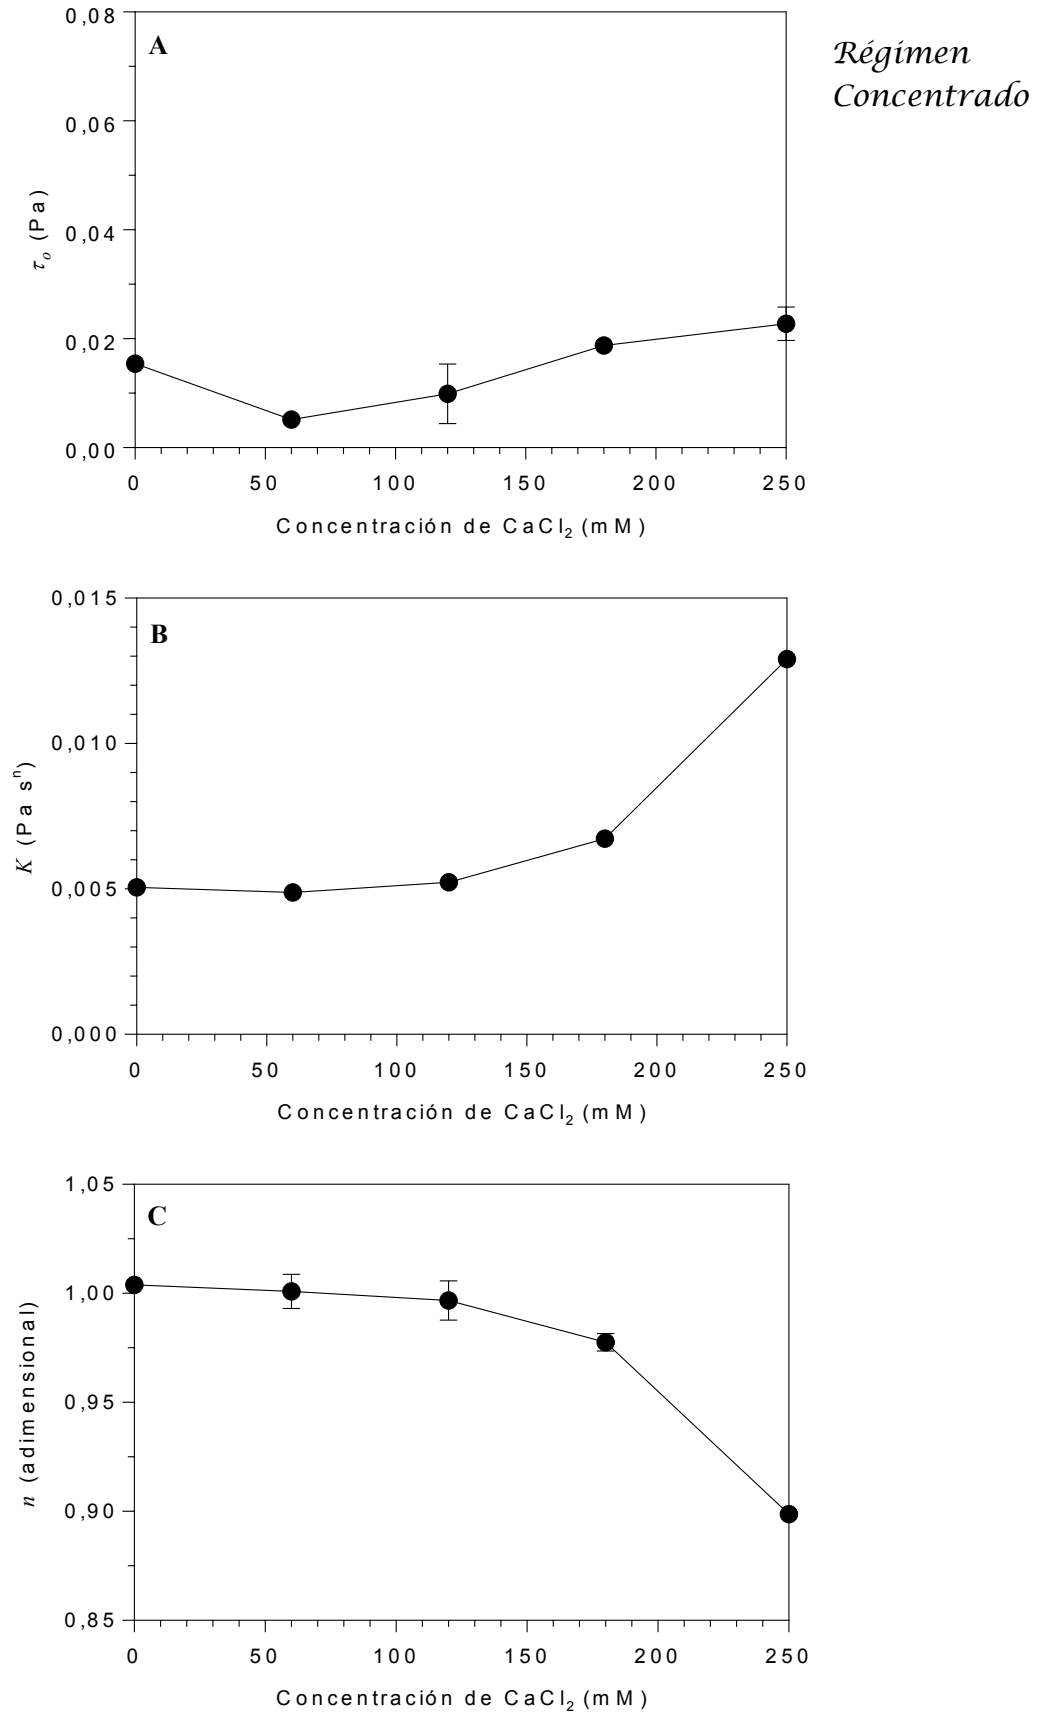 Régimen
Concentrado
A
0,08
0,06
0,04
0,02
0,00
τo (Pa)
0 50 100 150 200 250
Concentración de CaCl2 (mM)
B
0,015
0,010
0,005
0,000
K (Pa sn)
0 50 100 150 200 250
Concentración de CaCl2 (mM)
C
1,05
1,00
0,95
0,90
0,85
n (adimensional)
0 50 100 150 200 250
Concentración de CaCl2 (mM)